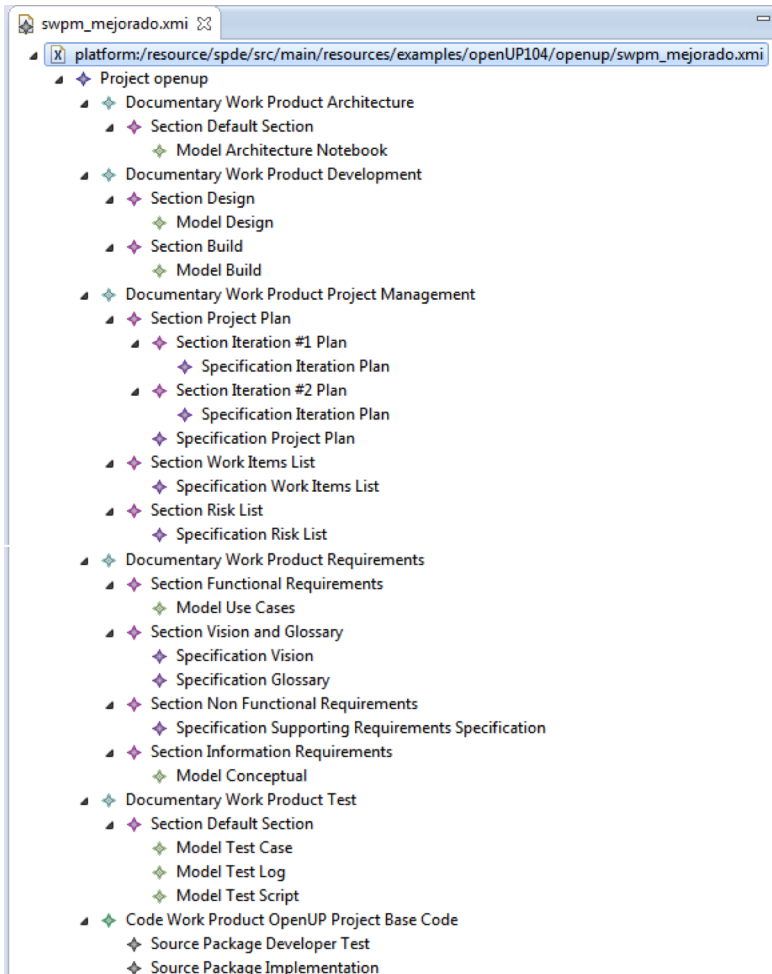 swpm_mejorado.xmi
platform:/resource/spde/src/main/resources/examples/openUP104/openup/swpm_mejorado.xmi
Project openup
Documentary Work Product Architecture
Section Default Section
Model Architecture Notebook
Documentary Work Product Development
Section Design
Model Design
Section Build
Model Build
Documentary Work Product Project Management
Section Project Plan
Section Iteration #1 Plan
Specification Iteration Plan
Section Iteration #2 Plan
Specification Iteration Plan
Specification Project Plan
Section Work Items List
Specification Work Items List
Section Risk List
Specification Risk List
Documentary Work Product Requirements
Section Functional Requirements
Model Use Cases
Section Vision and Glossary
Specification Vision
Specification Glossary
Section Non Functional Requirements
Specification Supporting Requirements Specification
Section Information Requirements
Model Conceptual
Documentary Work Product Test
Section Default Section
Model Test Case
Model Test Log
Model Test Script
Code Work Product OpenUP Project Base Code
Source Package Developer Test
Source Package Implementation